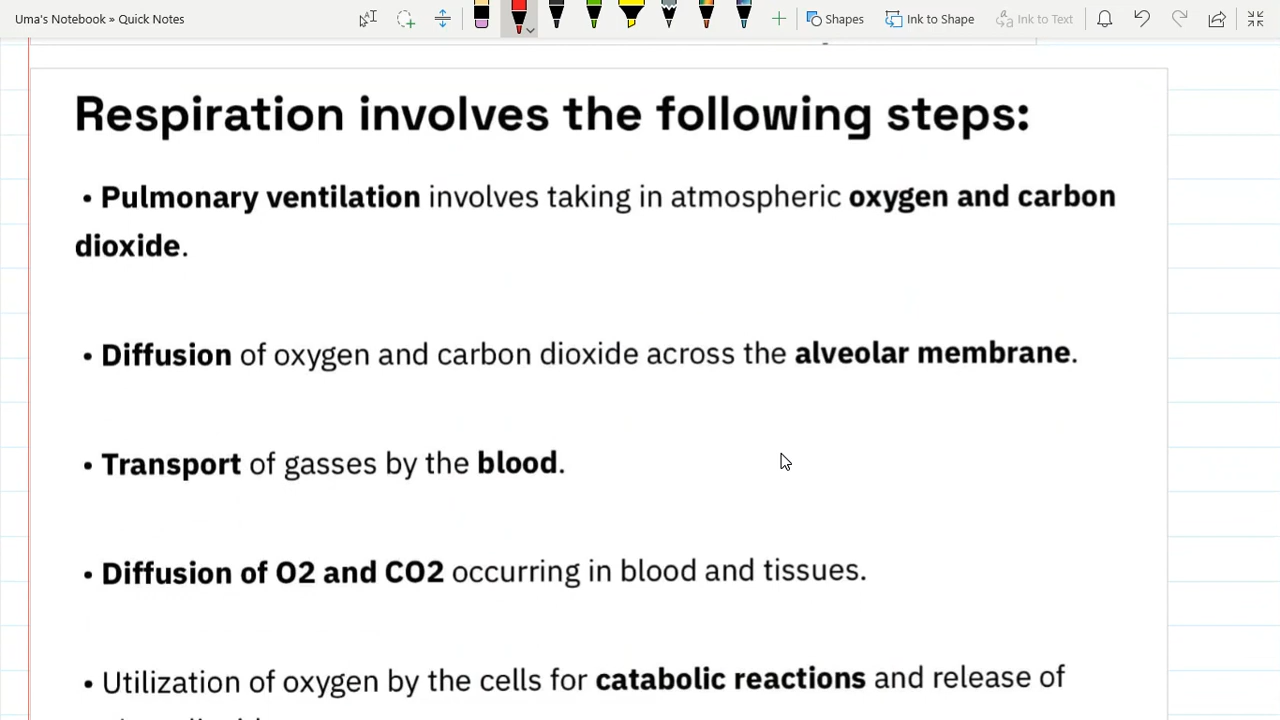 Uma's Notebook » Quick Notes
Shapes
Ink to Shape
Ink to Text
Respiration involves the following steps:
• Pulmonary ventilation involves taking in atmospheric oxygen and carbon
dioxide.
• Diffusion of oxygen and carbon dioxide across the alveolar membrane.
• Transport of gasses by the blood.
• Diffusion of O2 and CO2 occurring in blood and tissues.
• Utilization of oxygen by the cells for catabolic reactions and release of